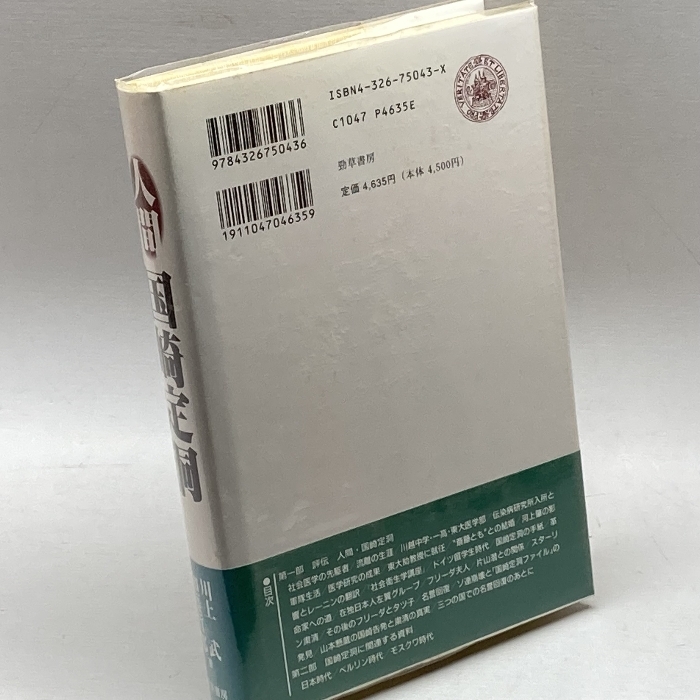 ISBN4-326-75043-X
C1047 P4635E
9784326750436
勁草書房
定価 4,635円(本体 4,500円)
1911047046359
VERITATE ET LIBERTATE
人間
国崎定洞
川上武
●目次
第一部 評伝 人間・国崎定洞
社会医学の先駆者 流離の生涯 川越中学・一高・東大医学部 伝染病研究所入所と
軍隊生活 医学研究の成果 東大助教授に就任 "斎藤とも"との結婚 河上肇の影
響とレーニンの翻訳 『社会衛生学講座』 ドイツ留学生時代 国崎定洞の手紙 革
命家への道 在独日本人左翼グループ フリーダ夫人 片山潜との関係 スターリ
ン粛清 その後のフリーダとタツ子 名誉回復 ソ連崩壊と「国崎定洞ファイル」の
発見 山本懸蔵の国崎告発と粛清の真実 三つの国での名誉回復のあとに
第二部 国崎定洞に関連する資料
日本時代 ベルリン時代 モスクワ時代